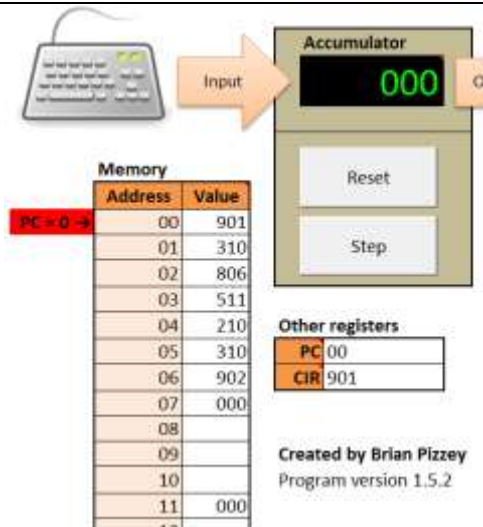 Input
Accumulator
000
O
Reset
Step
Memory
Address Value
PC = 0 →
00 901
01 310
02 806
03 511
04 210
05 310
06 902
07 000
08
09
10
11 000
Other registers
PC 00
CIR 901
Created by Brian Pizzey
Program version 1.5.2